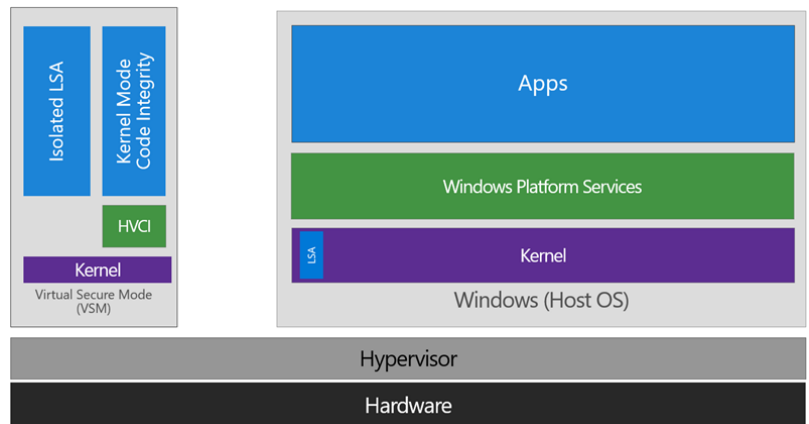 Isolated LSA
Kernel Mode
Code Integrity
HVCI
Kernel
Virtual Secure Mode
(VSM)
Apps
Windows Platform Services
LSA
Kernel
Windows (Host OS)
Hypervisor
Hardware